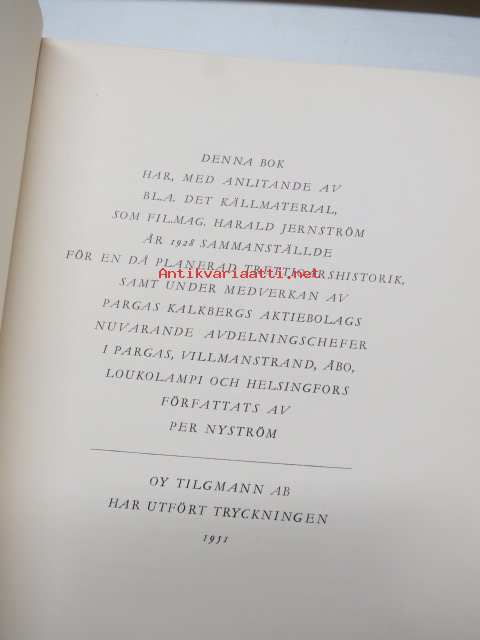 DENNA BOK
HAR, MED ANLITANDE AV
BL.A. DET KÄLLMATERIAL,
SOM FIL.MAG. HARALD JERNSTRÖM
ÅR 1928 SAMMANSTÄLLDE
FÖR EN DÅ PLANERAD TRETTIOÅRSHISTORIK,
Antikvariaatti.net
SAMT UNDER MEDVERKAN AV
PARGAS KALKBERGS AKTIEBOLAGS
NUVARANDE AVDELNINGSCHEFER
I PARGAS, VILLMANSTRAND, ÅBO,
LOUKOLAMPI OCH HELSINGFORS
FÖRFATTATS AV
PER NYSTRÖM
OY TILGMANN AB
HAR UTFÖRT TRYCKNINGEN
1951